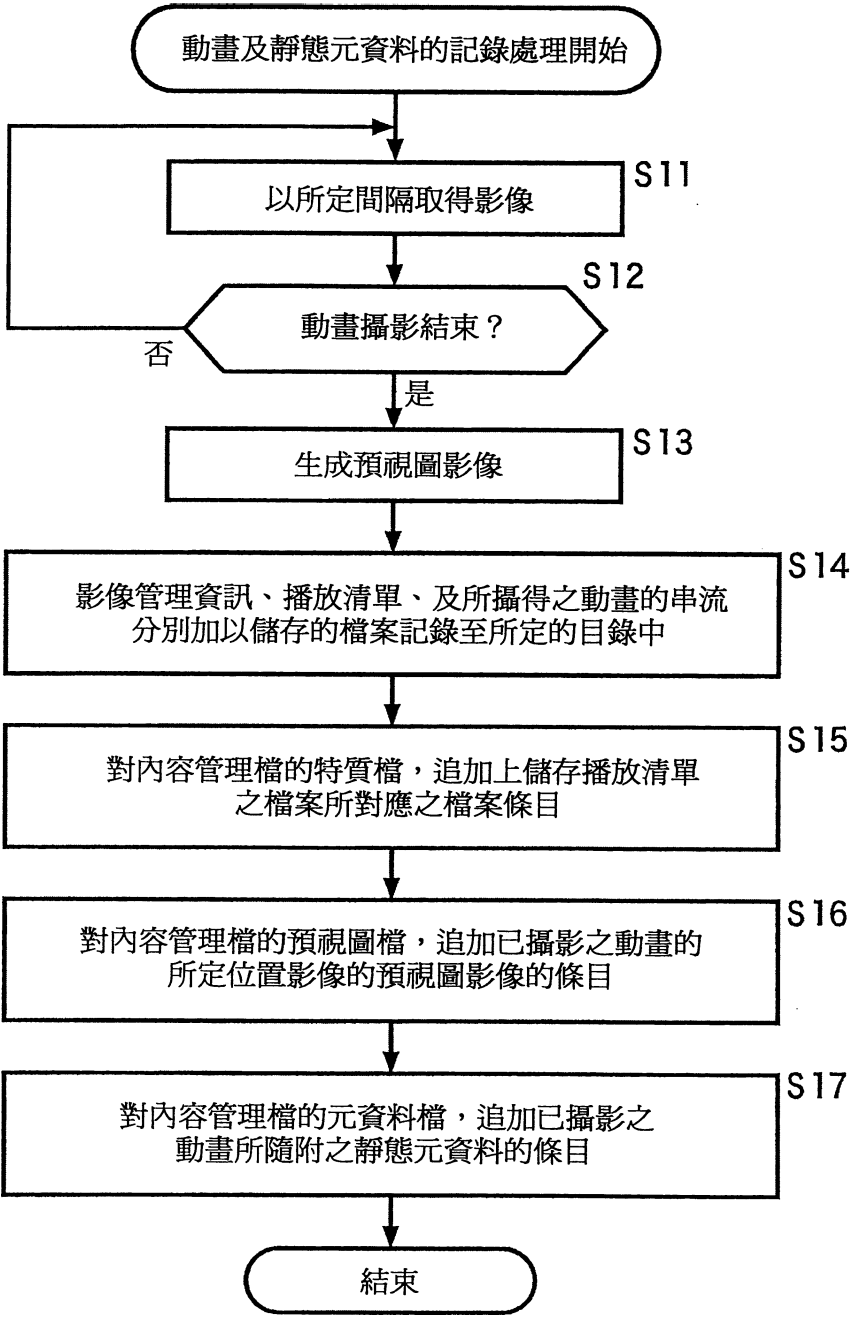 動畫及靜態元資料的記錄處理開始
S11
以所定間隔取得影像
S12
動畫攝影結束？
否
是
S13
生成預視圖影像
S14
影像管理資訊、播放清單、及所攝得之動畫的串流
分別加以儲存的檔案記錄至所定的目錄中
S15
對內容管理檔的特質檔，追加上儲存播放清單
之檔案所對應之檔案條目
S16
對內容管理檔的預視圖檔，追加已攝影之動畫的
所定位置影像的預視圖影像的條目
S17
對內容管理檔的元資料檔，追加已攝影之
動畫所隨附之靜態元資料的條目
結束